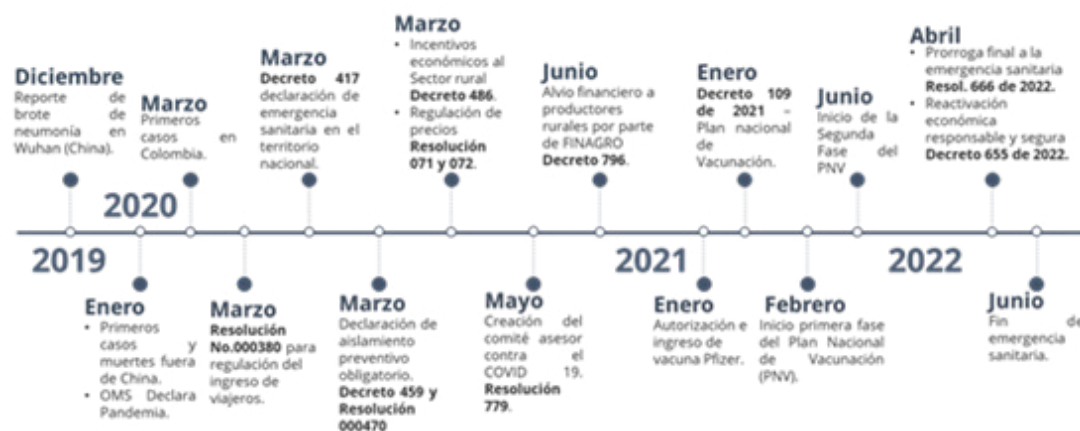 Diciembre
Reporte de
brote de
neumonía en
Wuhan (China).
Marzo
Primeros
casos en
Colombia.
Marzo
Decreto 417
declaración de
emergencia
sanitaria en el
territorio
nacional.
Marzo
• Incentivos
económicos al
Sector rural
Decreto 486.
• Regulación de
precios
Resolución
071 y 072.
Junio
Alvio financiero a
productores
rurales por parte
de FINAGRO
Decreto 796.
Enero
Decreto 109
de 2021 –
Plan nacional
de
Vacunación.
Junio
Inicio de la
Segunda
Fase del
PNV
Abril
• Prorroga final a la
emergencia sanitaria
Resol. 666 de 2022.
• Reactivación
económica
responsable y segura
Decreto 655 de 2022.
2019
2020
2021
2022
Enero
• Primeros
casos y
muertes fuera
de China.
• OMS Declara
Pandemia.
Marzo
Resolución
No.000380 para
regulación del
ingreso de
viajeros.
Marzo
Declaración de
aislamiento
preventivo
obligatorio.
Decreto 459 y
Resolución
000470
Mayo
Creación del
comité asesor
contra el
COVID 19.
Resolución
779.
Enero
Autorización e
ingreso de
vacuna Pfizer.
Febrero
Inicio primera fase
del Plan Nacional
de Vacunación
(PNV).
Junio
Fin de
emergencia
sanitaria.